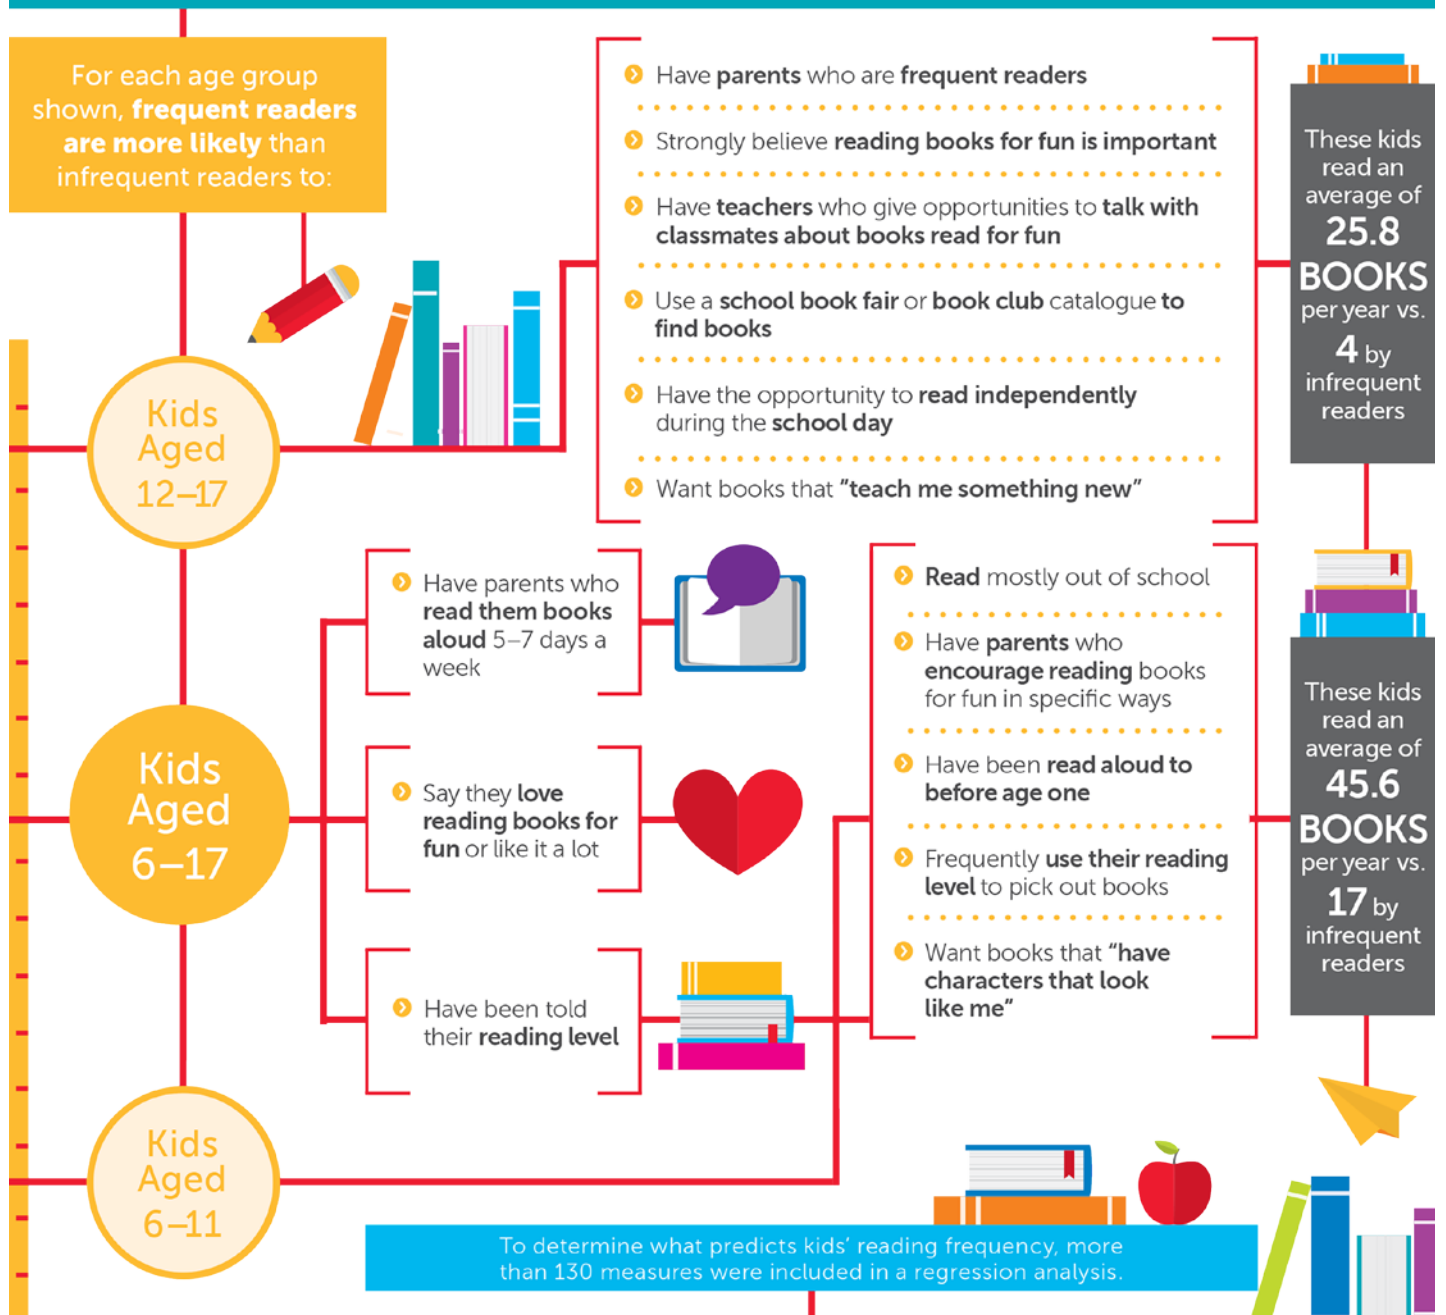 For each age group
shown, frequent readers
are more likely than
infrequent readers to:
Have parents who are frequent readers
Strongly believe reading books for fun is important
Have teachers who give opportunities to talk with
classmates about books read for fun
Use a school book fair or book club catalogue to
find books
Have the opportunity to read independently
during the school day
Want books that “teach me something new”
These kids
read an
average of
25.8
BOOKS
per year vs.
4 by
infrequent
readers
Kids
Aged
12–17
Have parents who
read them books
aloud 5–7 days a
week
Say they love
reading books for
fun or like it a lot
Have been told
their reading level
Kids
Aged
6–17
Read mostly out of school
Have parents who
encourage reading books
for fun in specific ways
Have been read aloud to
before age one
Frequently use their reading
level to pick out books
Want books that “have
characters that look
like me”
These kids
read an
average of
45.6
BOOKS
per year vs.
17 by
infrequent
readers
Kids
Aged
6–11
To determine what predicts kids’ reading frequency, more
than 130 measures were included in a regression analysis.